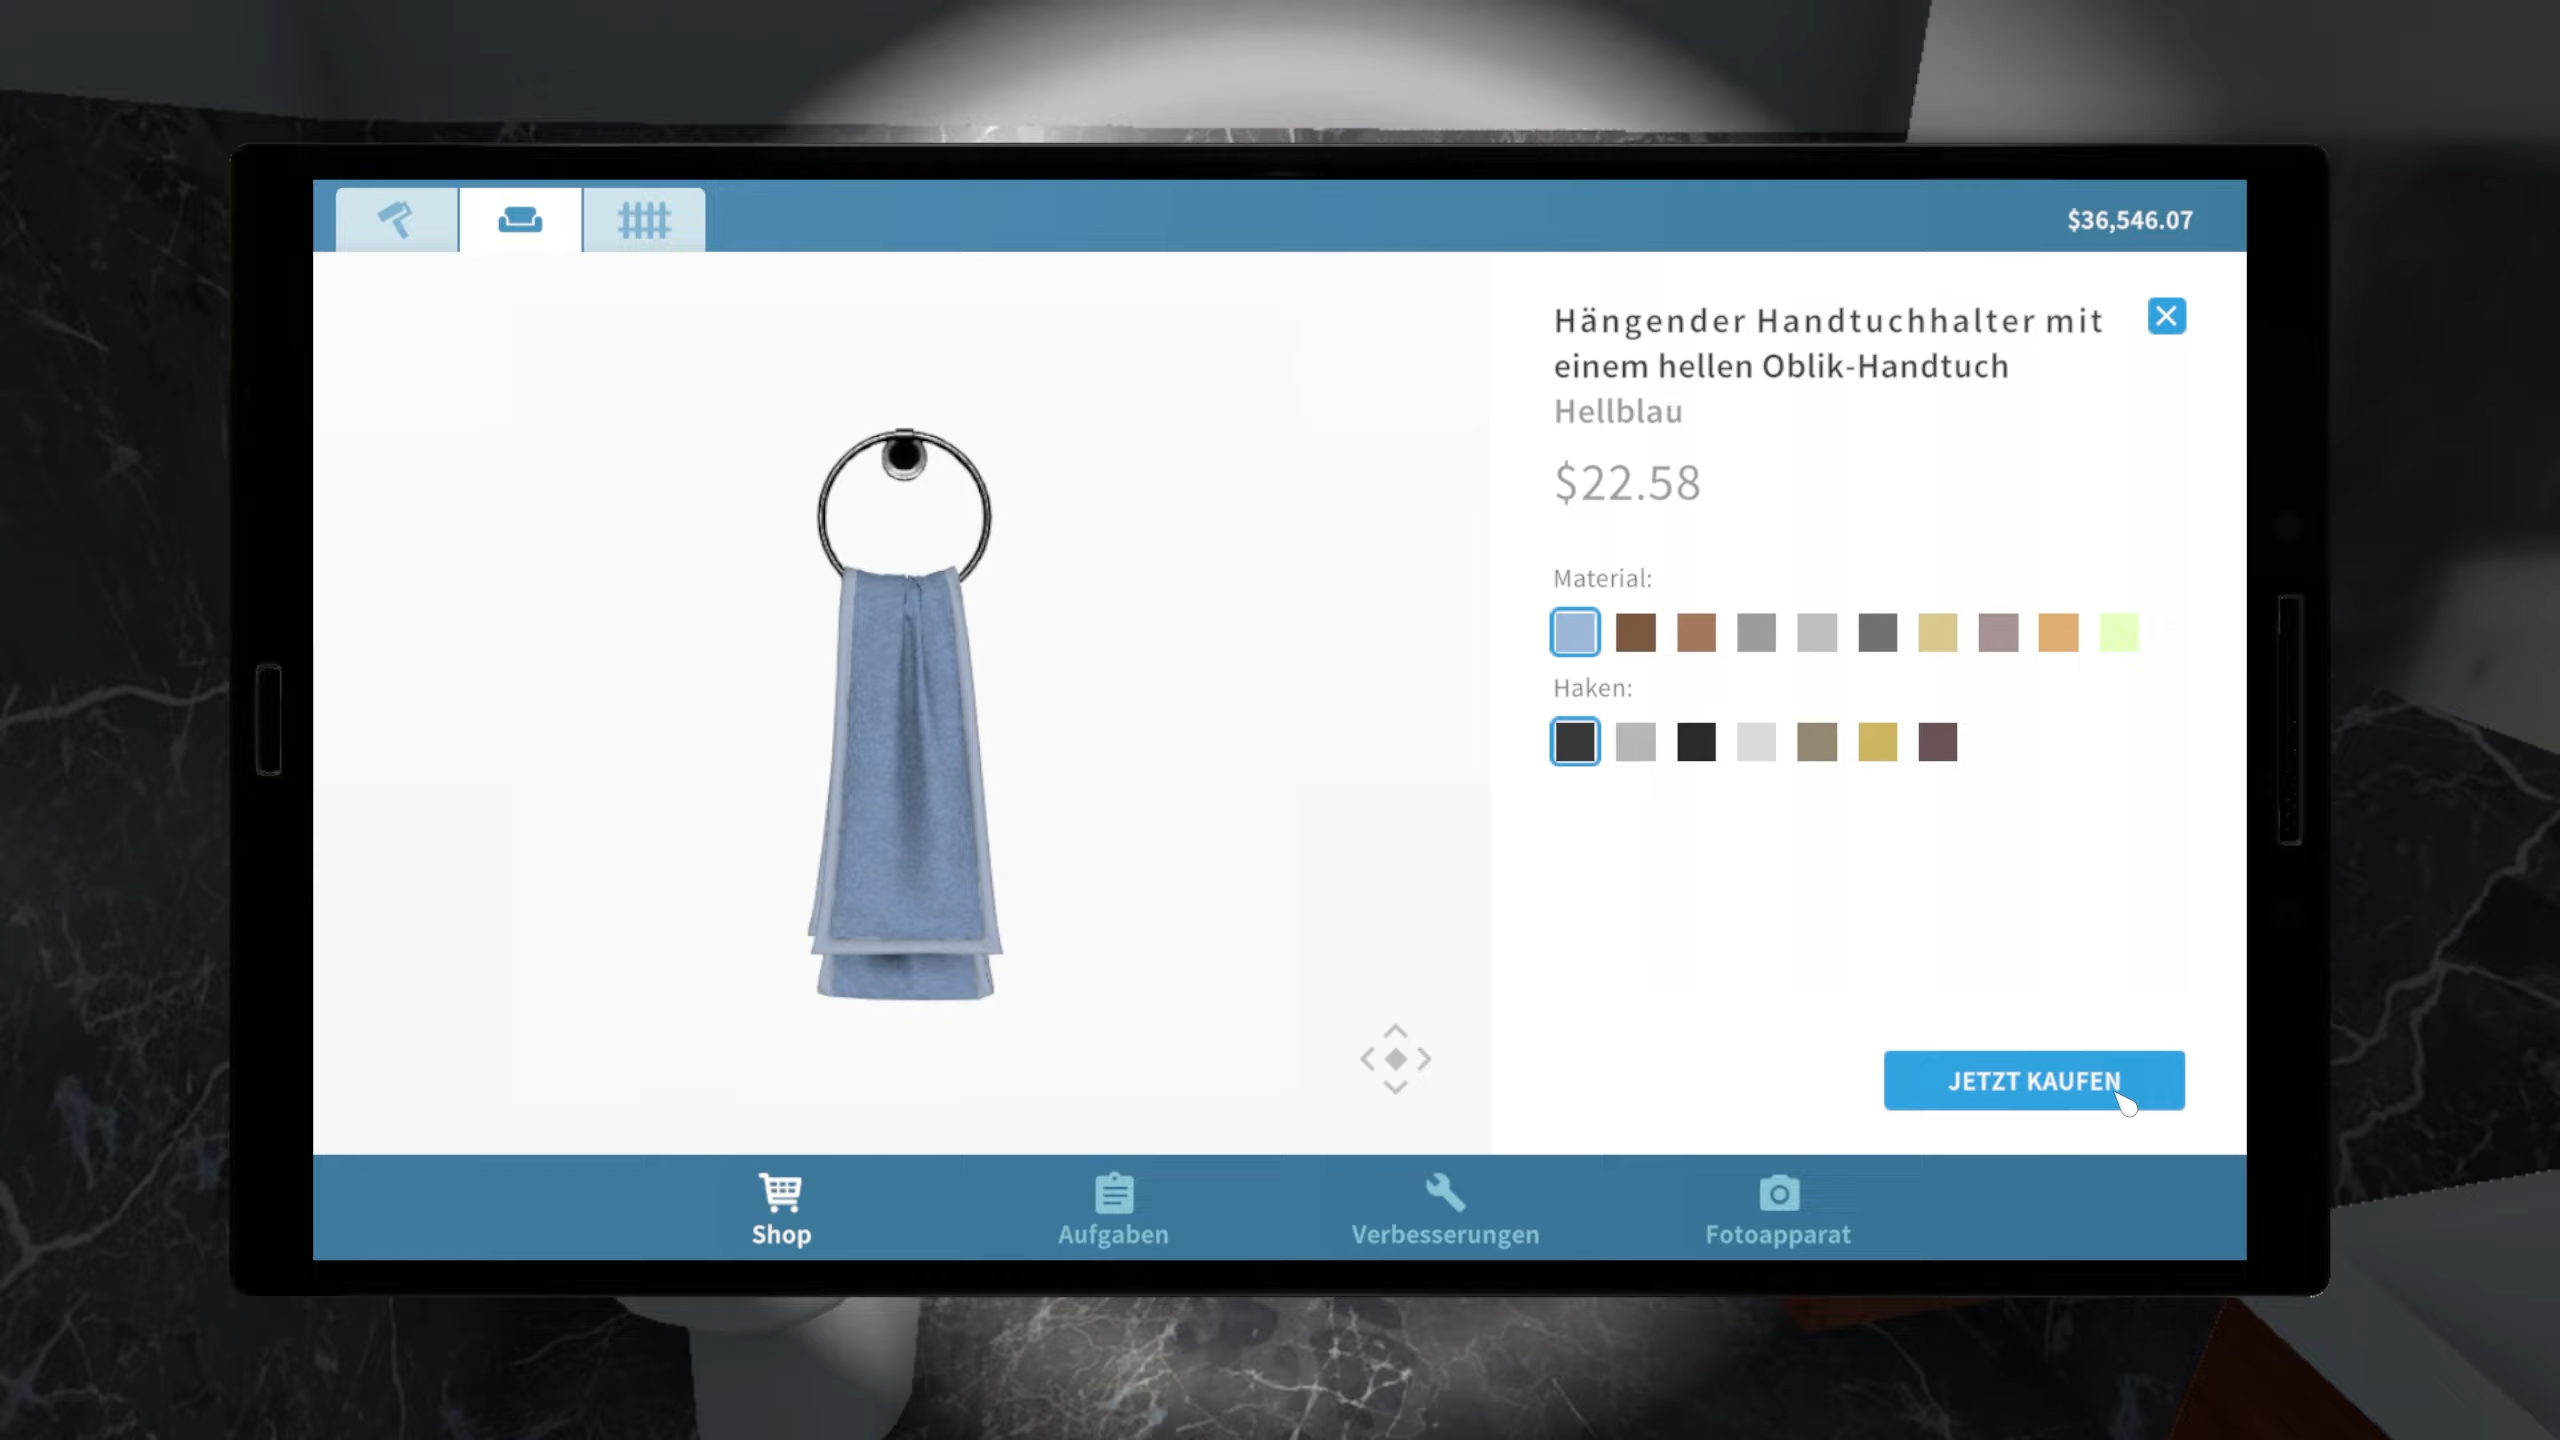 $36,546.07
Hängender Handtuchhalter mit
einem hellen Oblik-Handtuch
Hellblau
$22.58
Material:
Haken:
JETZT KAUFEN
Shop
Aufgaben
Verbesserungen
Fotoapparat